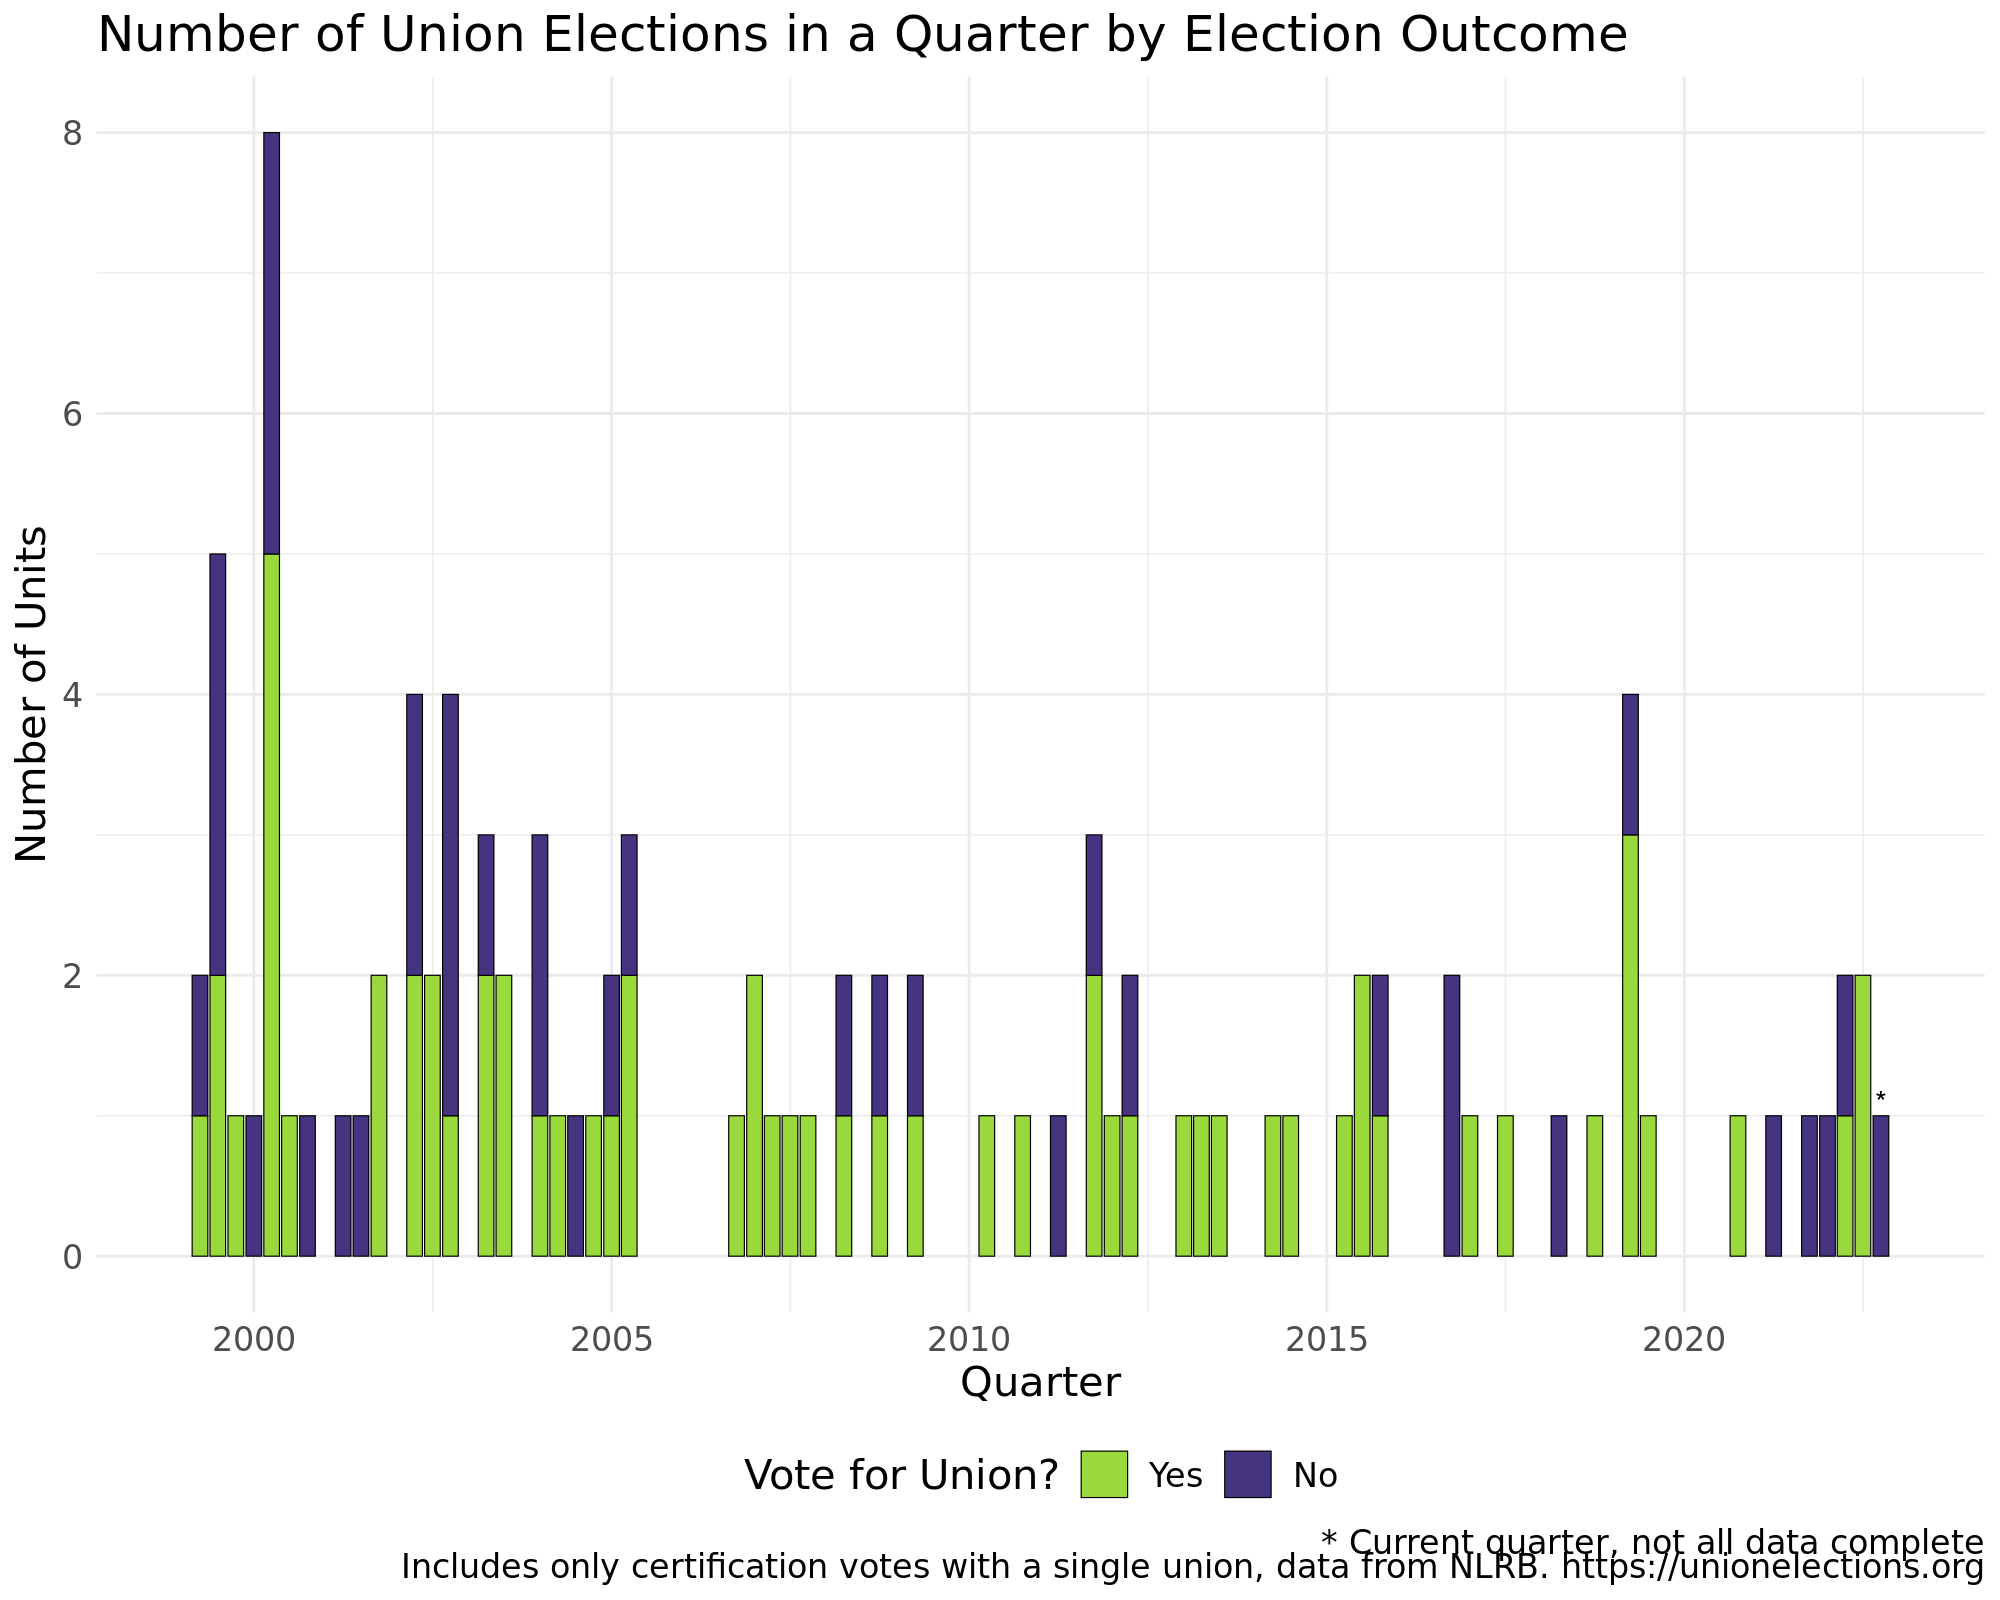 Number of Union Elections in a Quarter by Election Outcome
Number of Units
8
6
4
2
0
*
2000 2005 2010 2015 2020
Quarter
Vote for Union? Yes No
* Current quarter, not all data complete
Includes only certification votes with a single union, data from NLRB. https://unionelections.org